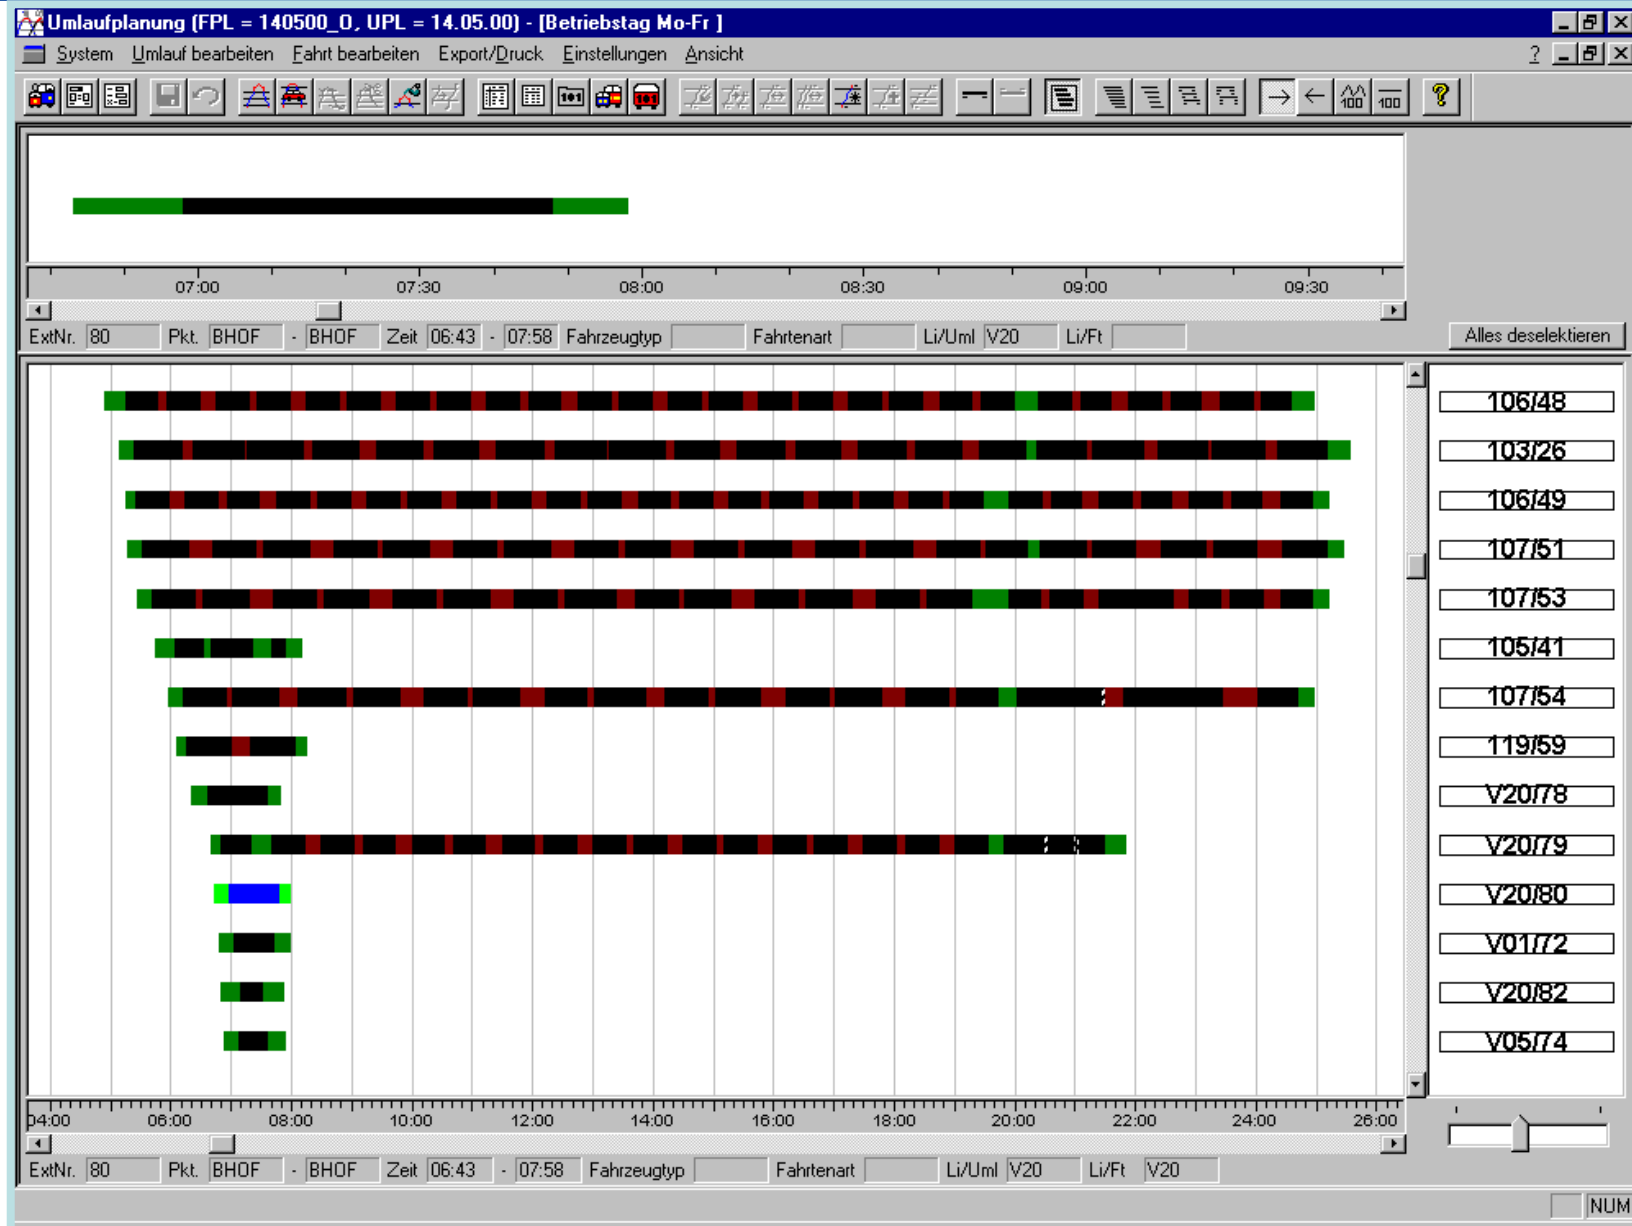 Umlaufplanung (FPL = 140500_0, UPL = 14.05.00) - [Betriebstag Mo-Fr ]
System Umlauf bearbeiten Fahrt bearbeiten Export/Druck Einstellungen Ansicht ?
101 101 100 100 ?
07:00 07:30 08:00 08:30 09:00 09:30
ExtNr. 80 Pkt. BHOF - BHOF Zeit 06:43 - 07:58 Fahrzeugtyp Fahrtenart Li/Uml V20 Li/Ft Alles deselektieren
106/48
103/26
106/49
107/51
107/53
105/41
107/54
119/59
V20/78
V20/79
V20/80
V01/72
V20/82
V05/74
04:00 06:00 08:00 10:00 12:00 14:00 16:00 18:00 20:00 22:00 24:00 26:00
ExtNr. 80 Pkt. BHOF - BHOF Zeit 06:43 - 07:58 Fahrzeugtyp Fahrtenart Li/Uml V20 Li/Ft V20
NUM